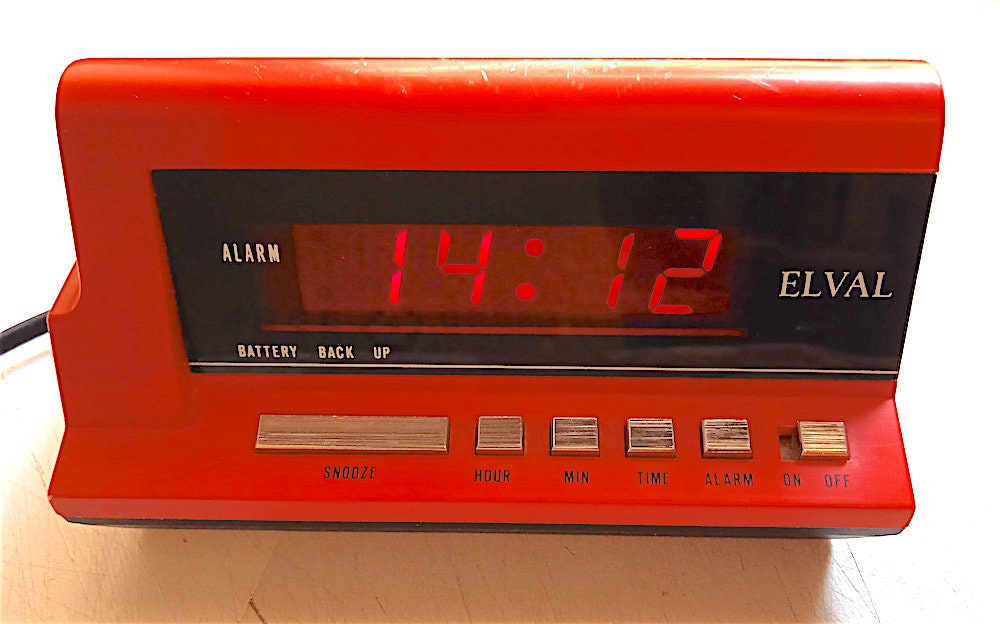 ALARM
14:12
ELVAL
BATTERY BACK UP
SNOOZE HOUR MIN TIME ALARM ON OFF